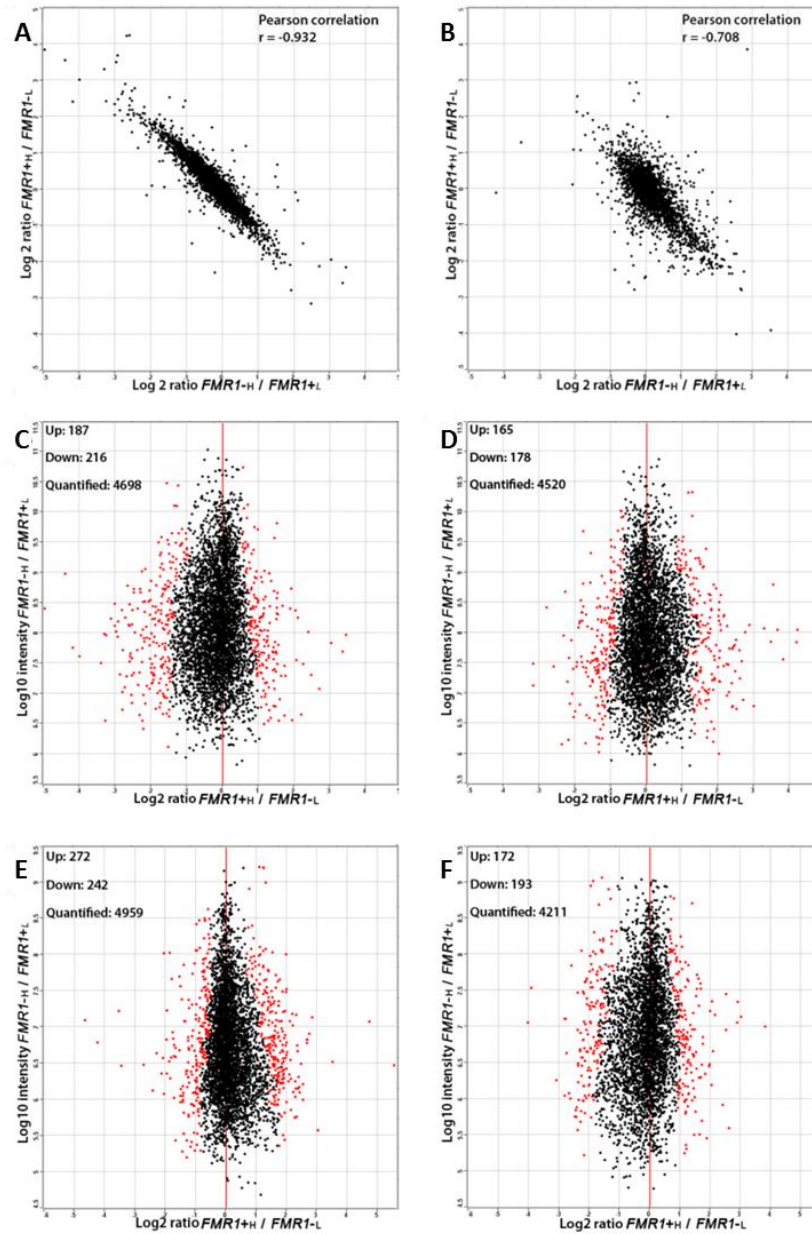 A
Pearson correlation
r = -0.932
Log 2 ratio FMR1+H / FMR1-L
Log 2 ratio FMR1-H / FMR1+L
B
Pearson correlation
r = -0.708
Log 2 ratio FMR1+H / FMR1-L
Log 2 ratio FMR1-H / FMR1+L
C
Up: 187
Down: 216
Quantified: 4698
Log10 intensity FMR1-H / FMR1+L
Log2 ratio FMR1+H / FMR1-L
D
Up: 165
Down: 178
Quantified: 4520
Log10 intensity FMR1-H / FMR1+L
Log2 ratio FMR1+H / FMR1-L
E
Up: 272
Down: 242
Quantified: 4959
Log10 intensity FMR1-H / FMR1+L
Log2 ratio FMR1+H / FMR1-L
F
Up: 172
Down: 193
Quantified: 4211
Log10 intensity FMR1-H / FMR1+L
Log2 ratio FMR1+H / FMR1-L